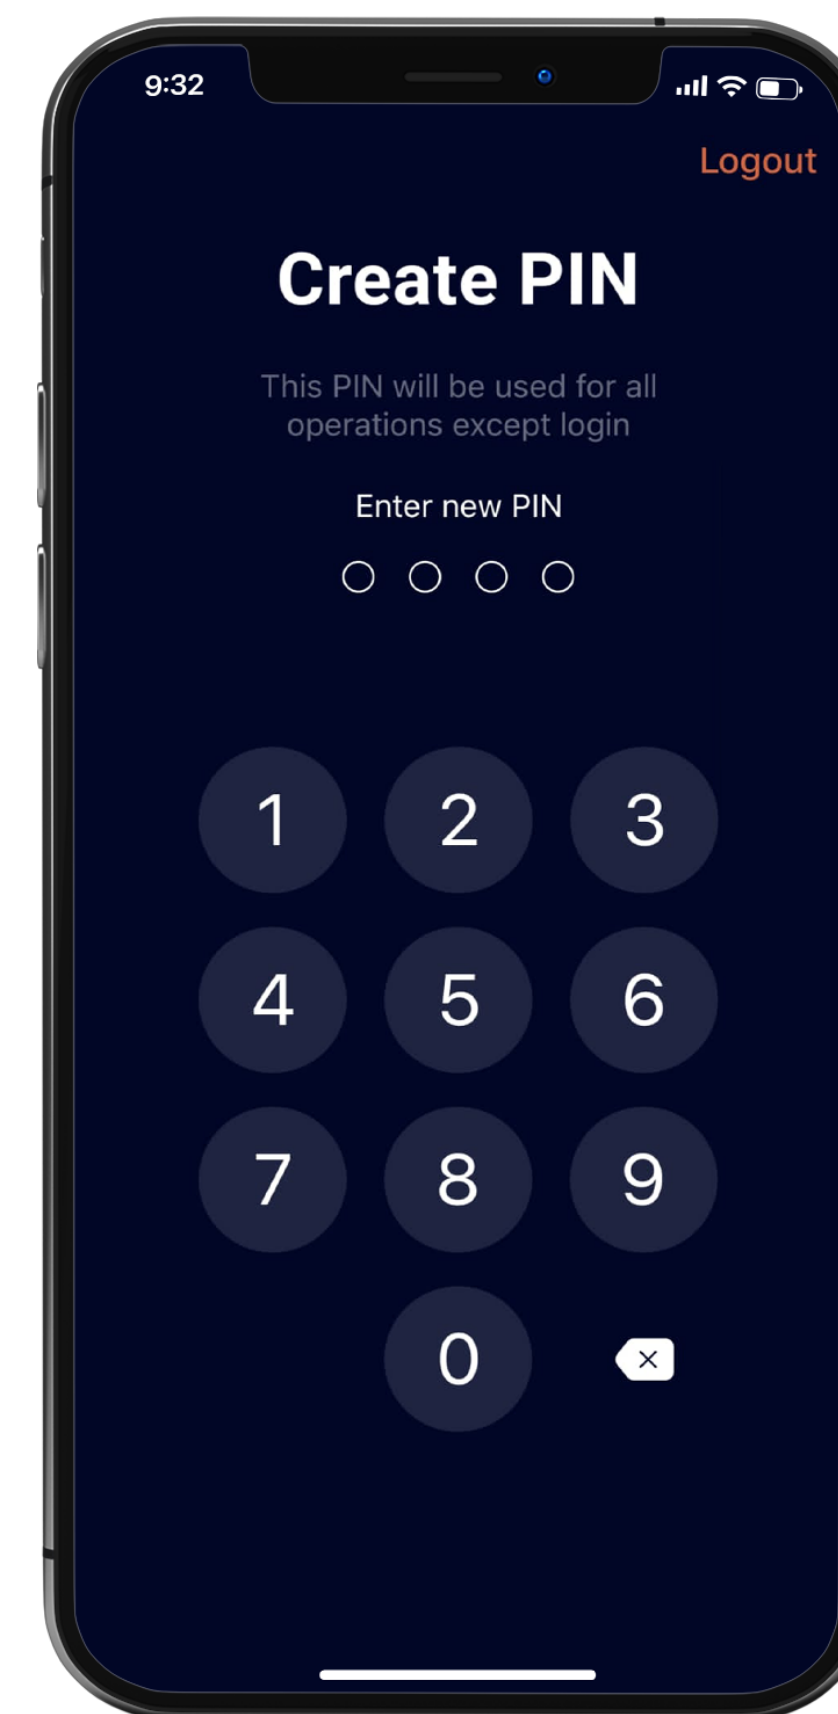 9:32
Logout
Create PIN
This PIN will be used for all
operations except login
Enter new PIN
1 2 3
4 5 6
7 8 9
0